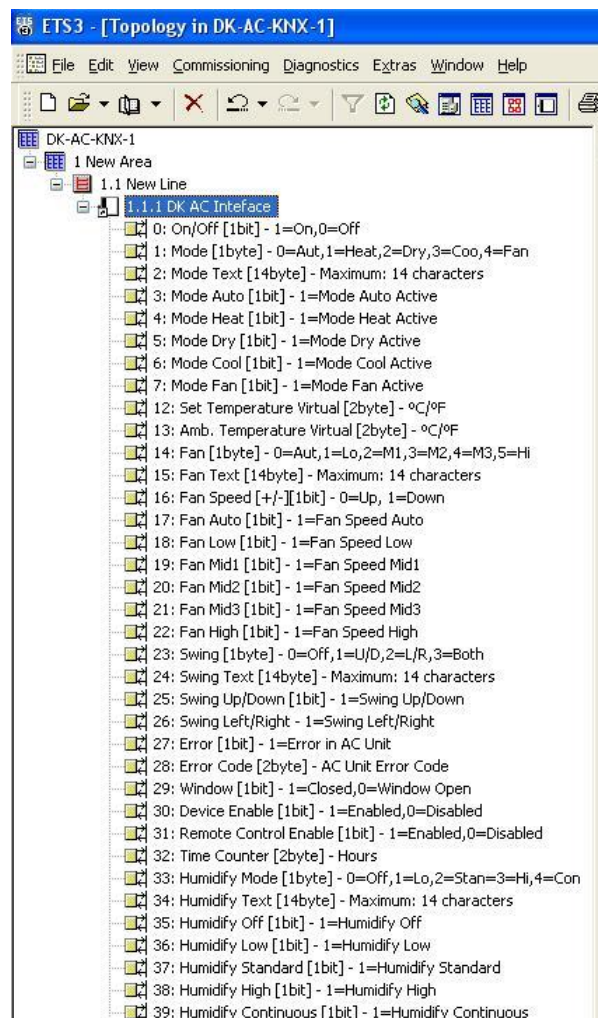 ETS3 - [Topology in DK-AC-KNX-1]
File Edit View Commissioning Diagnostics Extras Window Help
DK-AC-KNX-1
1 New Area
1.1 New Line
1.1.1 DK AC Inteface
0: On/Off [1bit] - 1=On,0=Off
1: Mode [1byte] - 0=Aut,1=Heat,2=Dry,3=Coo,4=Fan
2: Mode Text [14byte] - Maximum: 14 characters
3: Mode Auto [1bit] - 1=Mode Auto Active
4: Mode Heat [1bit] - 1=Mode Heat Active
5: Mode Dry [1bit] - 1=Mode Dry Active
6: Mode Cool [1bit] - 1=Mode Cool Active
7: Mode Fan [1bit] - 1=Mode Fan Active
12: Set Temperature Virtual [2byte] - ºC/ºF
13: Amb. Temperature Virtual [2byte] - ºC/ºF
14: Fan [1byte] - 0=Aut,1=Lo,2=M1,3=M2,4=M3,5=Hi
15: Fan Text [14byte] - Maximum: 14 characters
16: Fan Speed [+/-][1bit] - 0=Up, 1=Down
17: Fan Auto [1bit] - 1=Fan Speed Auto
18: Fan Low [1bit] - 1=Fan Speed Low
19: Fan Mid1 [1bit] - 1=Fan Speed Mid1
20: Fan Mid2 [1bit] - 1=Fan Speed Mid2
21: Fan Mid3 [1bit] - 1=Fan Speed Mid3
22: Fan High [1bit] - 1=Fan Speed High
23: Swing [1byte] - 0=Off,1=U/D,2=L/R,3=Both
24: Swing Text [14byte] - Maximum: 14 characters
25: Swing Up/Down [1bit] - 1=Swing Up/Down
26: Swing Left/Right - 1=Swing Left/Right
27: Error [1bit] - 1=Error in AC Unit
28: Error Code [2byte] - AC Unit Error Code
29: Window [1bit] - 1=Closed,0=Window Open
30: Device Enable [1bit] - 1=Enabled,0=Disabled
31: Remote Control Enable [1bit] - 1=Enabled,0=Disabled
32: Time Counter [2byte] - Hours
33: Humidify Mode [1byte] - 0=Off,1=Lo,2=Stan=3=Hi,4=Con
34: Humidify Text [14byte] - Maximum: 14 characters
35: Humidify Off [1bit] - 1=Humidify Off
36: Humidify Low [1bit] - 1=Humidify Low
37: Humidify Standard [1bit] - 1=Humidify Standard
38: Humidify High [1bit] - 1=Humidify High
39: Humidify Continuous [1bit] - 1=Humidify Continuous